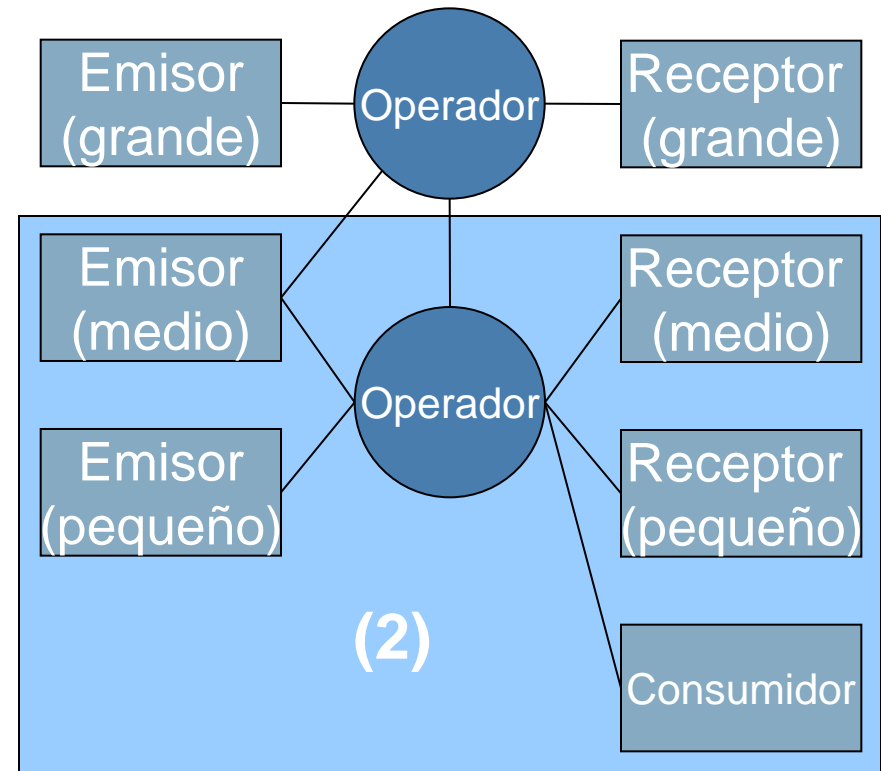 Emisor
(grande)
Operador
Receptor
(grande)
Emisor
(medio)
Receptor
(medio)
Operador
Emisor
(pequeño)
Receptor
(pequeño)
(2)
Consumidor